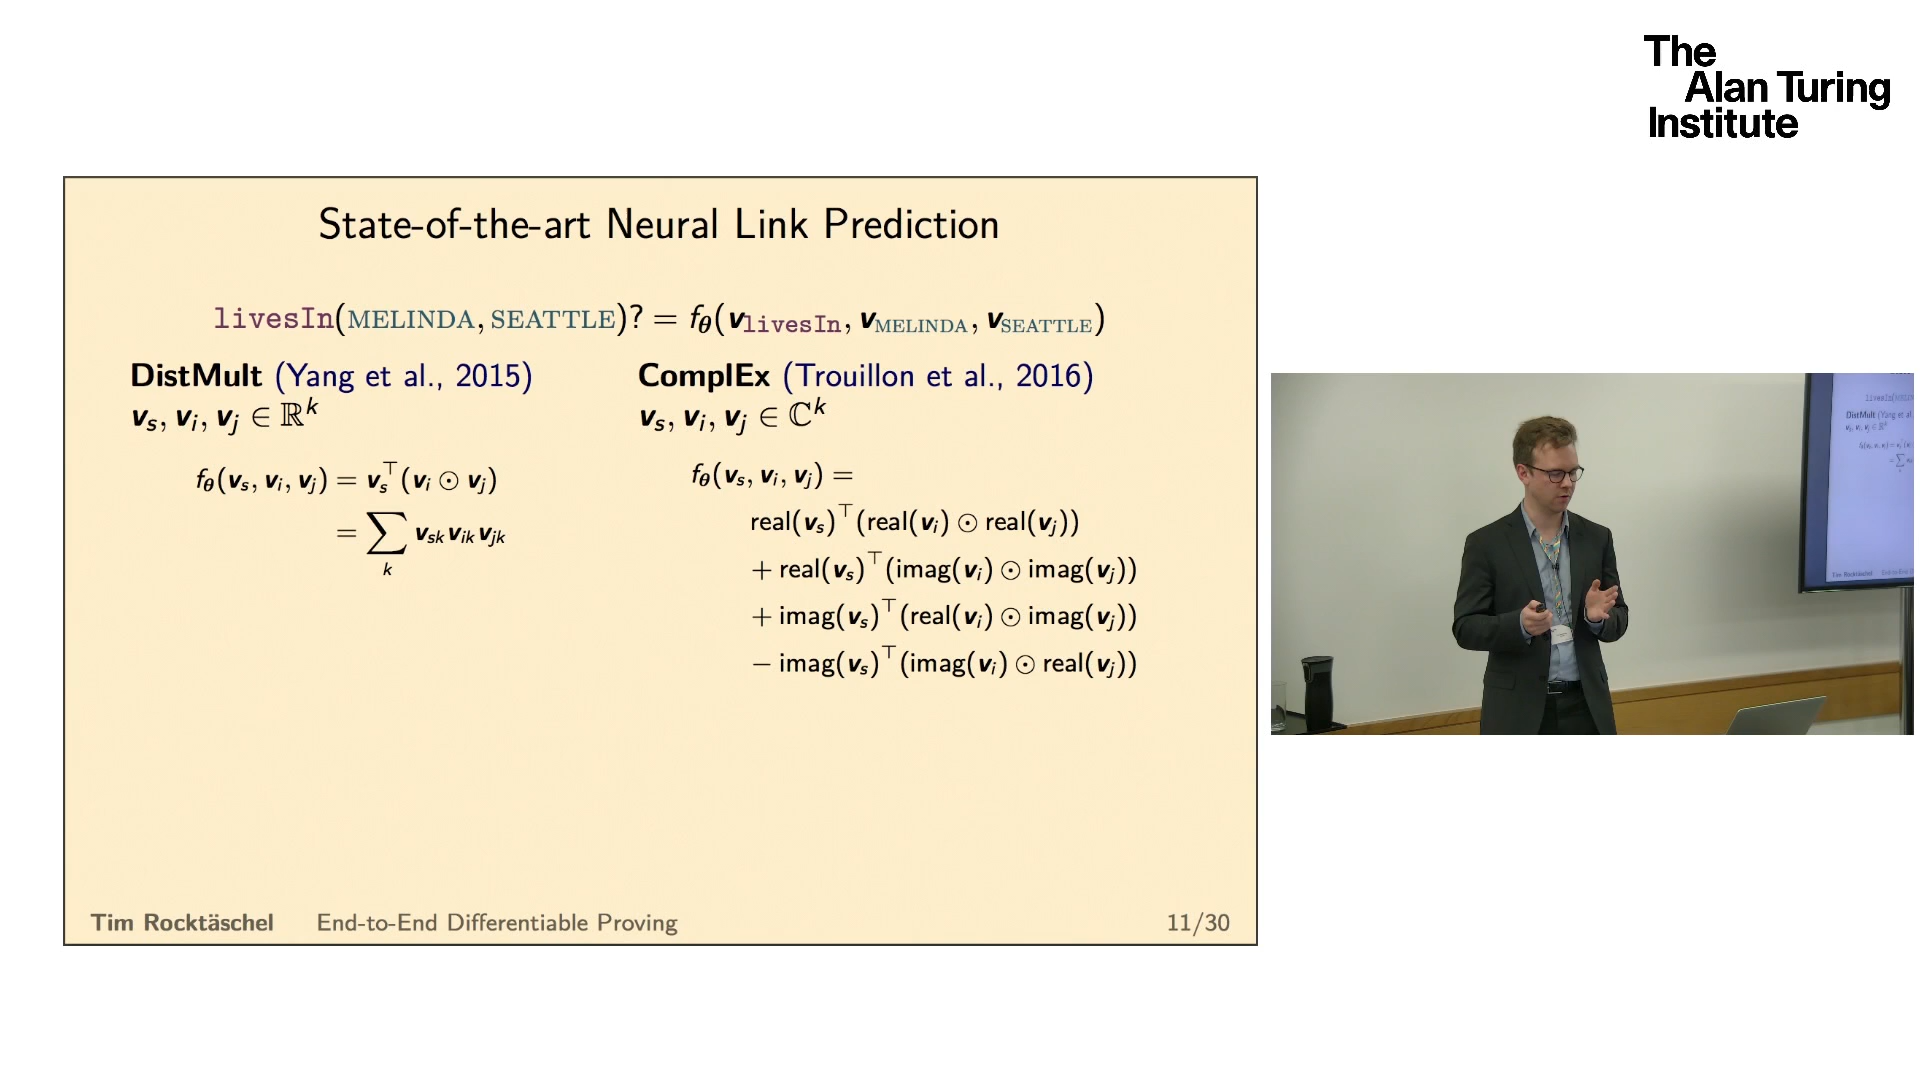 The
Alan Turing
Institute
State-of-the-art Neural Link Prediction
livesIn(MELINDA, SEATTLE)? = fθ(v_livesIn, v_MELINDA, v_SEATTLE)
DistMult (Yang et al., 2015)
v_s, v_i, v_j ∈ ℝ^k
f_θ(v_s, v_i, v_j) = v_s^⊤(v_i ⊙ v_j)
= ∑_k v_sk v_ik v_jk
ComplEx (Trouillon et al., 2016)
v_s, v_i, v_j ∈ ℂ^k
f_θ(v_s, v_i, v_j) =
real(v_s)^⊤(real(v_i) ⊙ real(v_j))
+ real(v_s)^⊤(imag(v_i) ⊙ imag(v_j))
+ imag(v_s)^⊤(real(v_i) ⊙ imag(v_j))
− imag(v_s)^⊤(imag(v_i) ⊙ real(v_j))
Tim Rocktäschel End-to-End Differentiable Proving 11/30